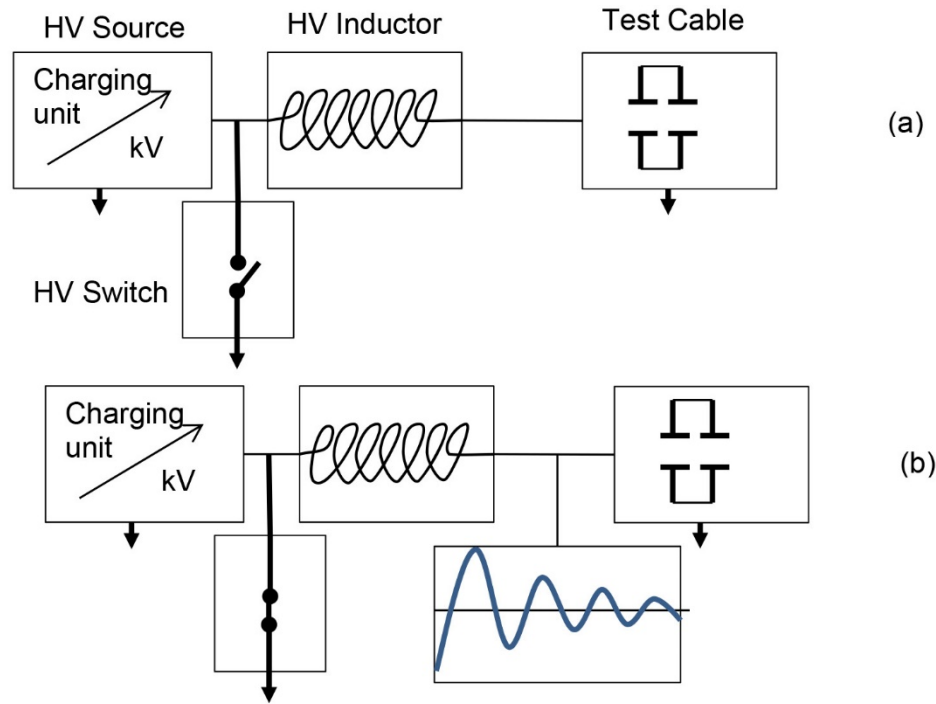 HV Source
HV Inductor
Test Cable
Charging
unit
kV
(a)
HV Switch
Charging
unit
kV
(b)